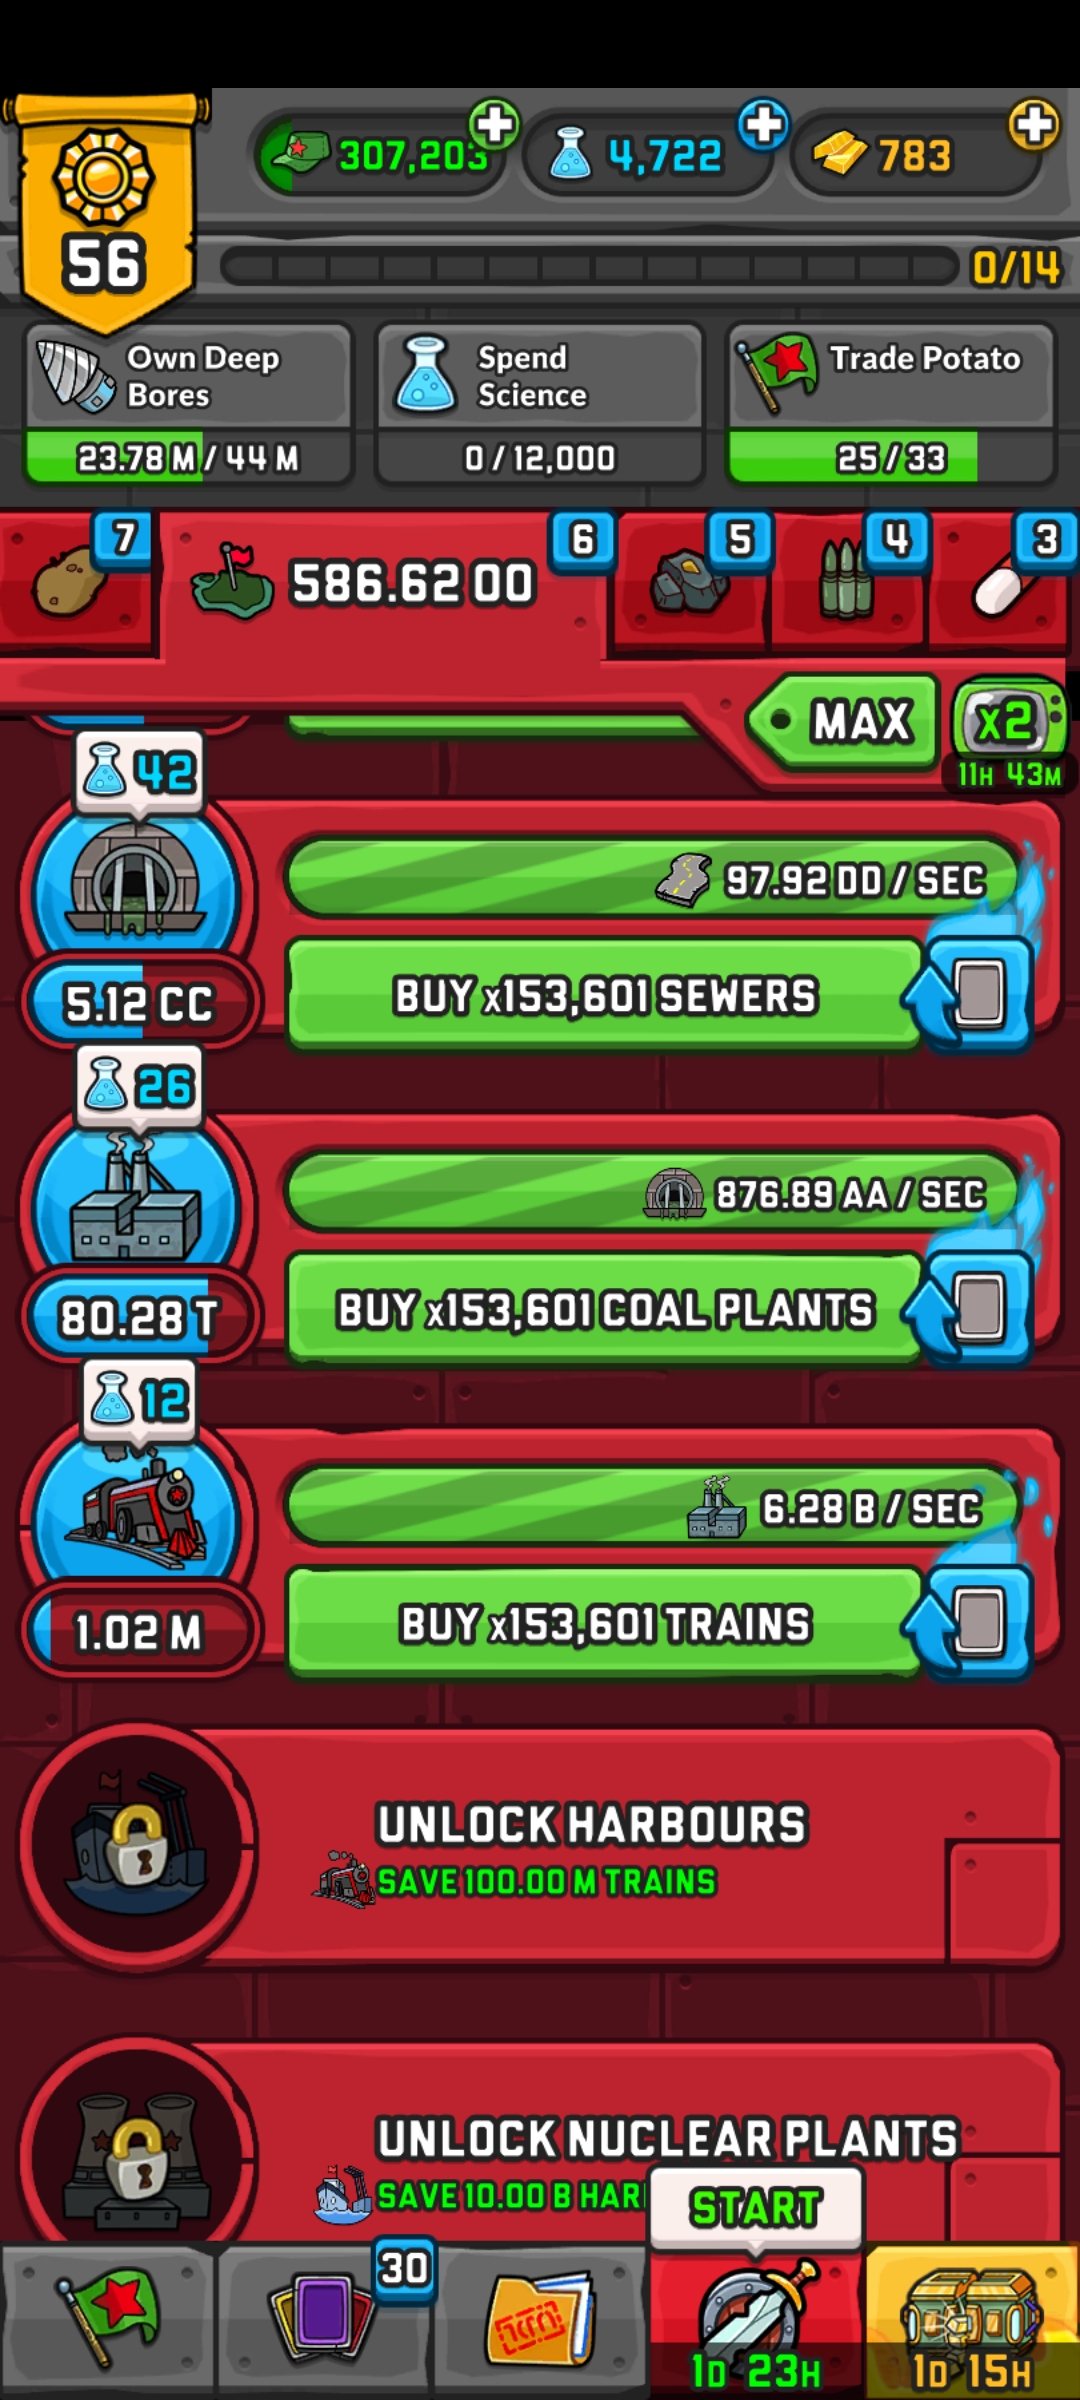 307,203
4,722
783
56
0/14
Own Deep Bores
23.78 M / 44 M
Spend Science
0 / 12,000
Trade Potato
25 / 33
7
586.62 OO
6
5
4
3
MAX
x2
11H 43M
42
97.92 DD / SEC
5.12 CC
BUY x153,601 SEWERS
26
876.89 AA / SEC
80.28 T
BUY x153,601 COAL PLANTS
12
6.28 B / SEC
1.02 M
BUY x153,601 TRAINS
UNLOCK HARBOURS
SAVE 100.00 M TRAINS
UNLOCK NUCLEAR PLANTS
SAVE 10.00 B
START
30
1D 23H
1D 15H